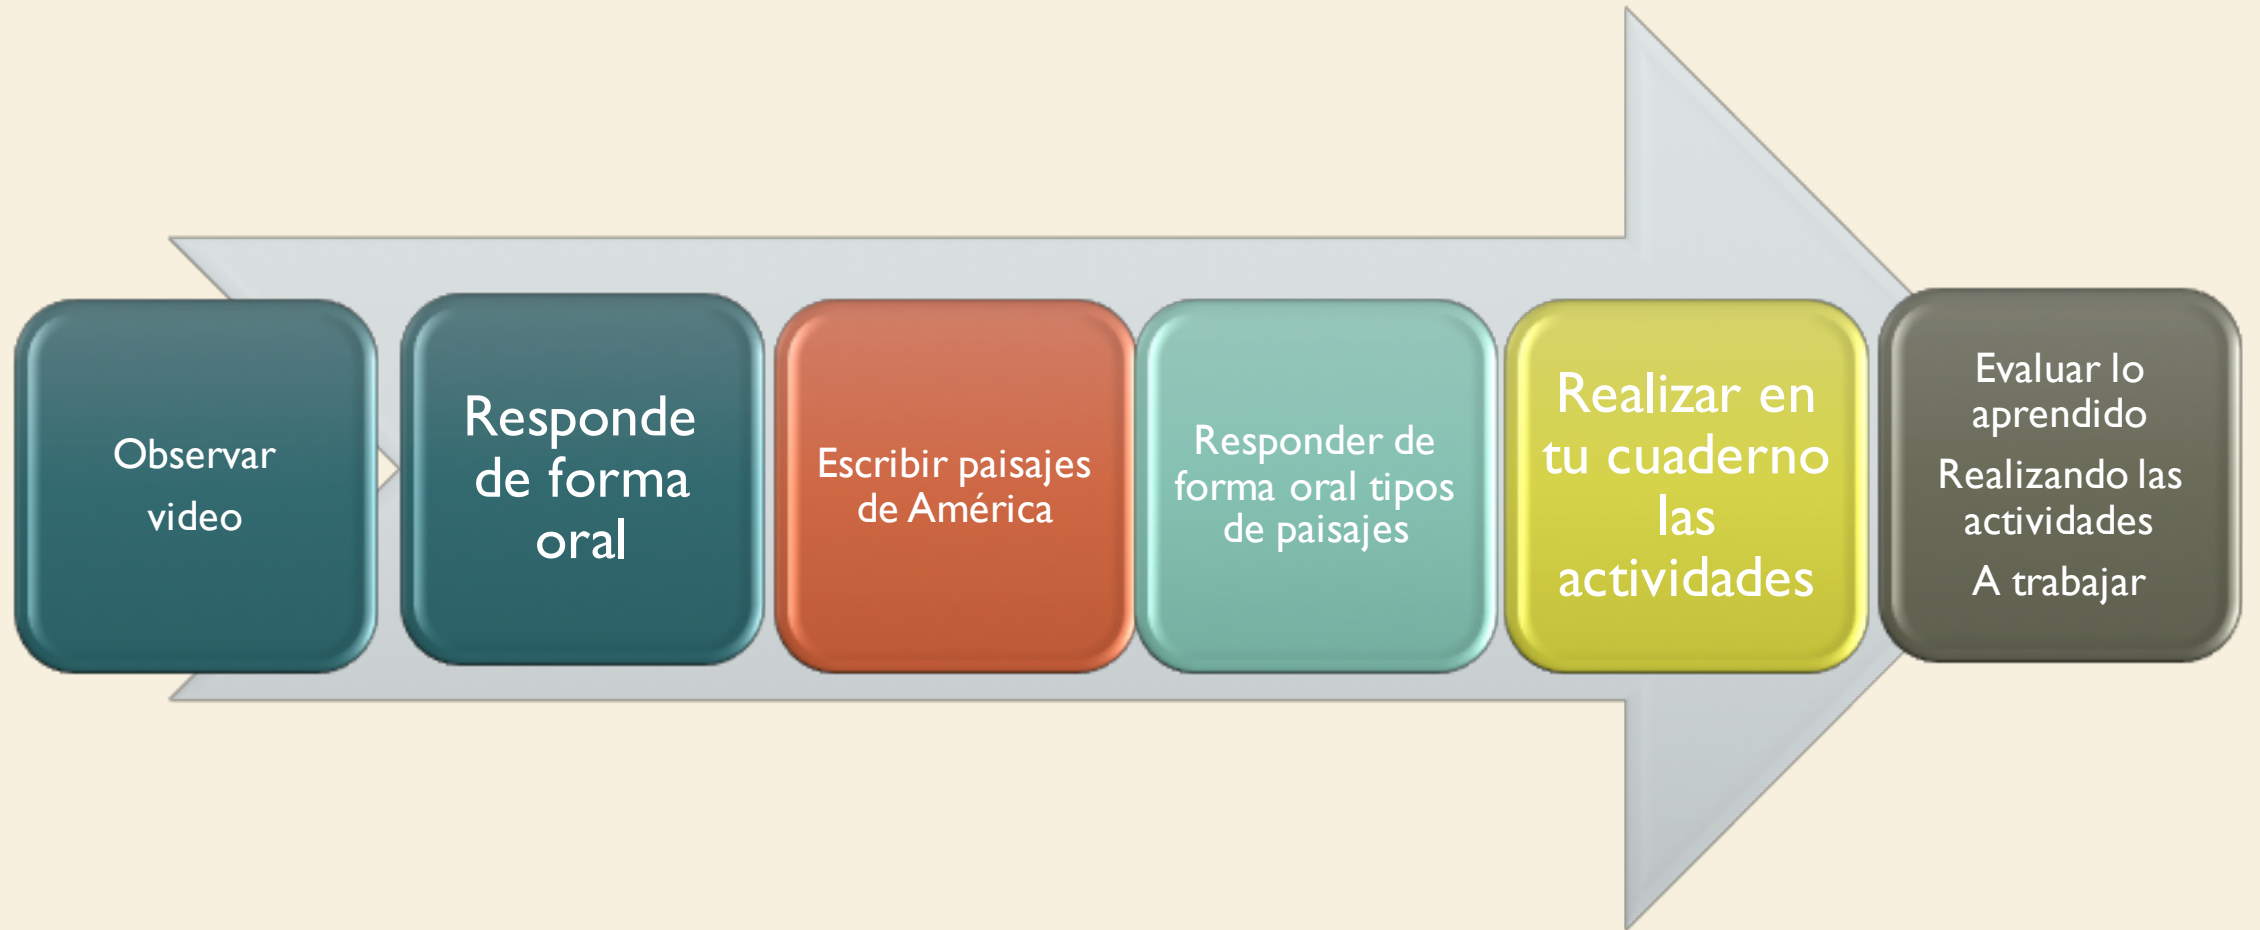 Observar
video
Responde
de forma
oral
Escribir paisajes
de América
Responder de
forma oral tipos
de paisajes
Realizar en
tu cuaderno
las
actividades
Evaluar lo
aprendido
Realizando las
actividades
A trabajar